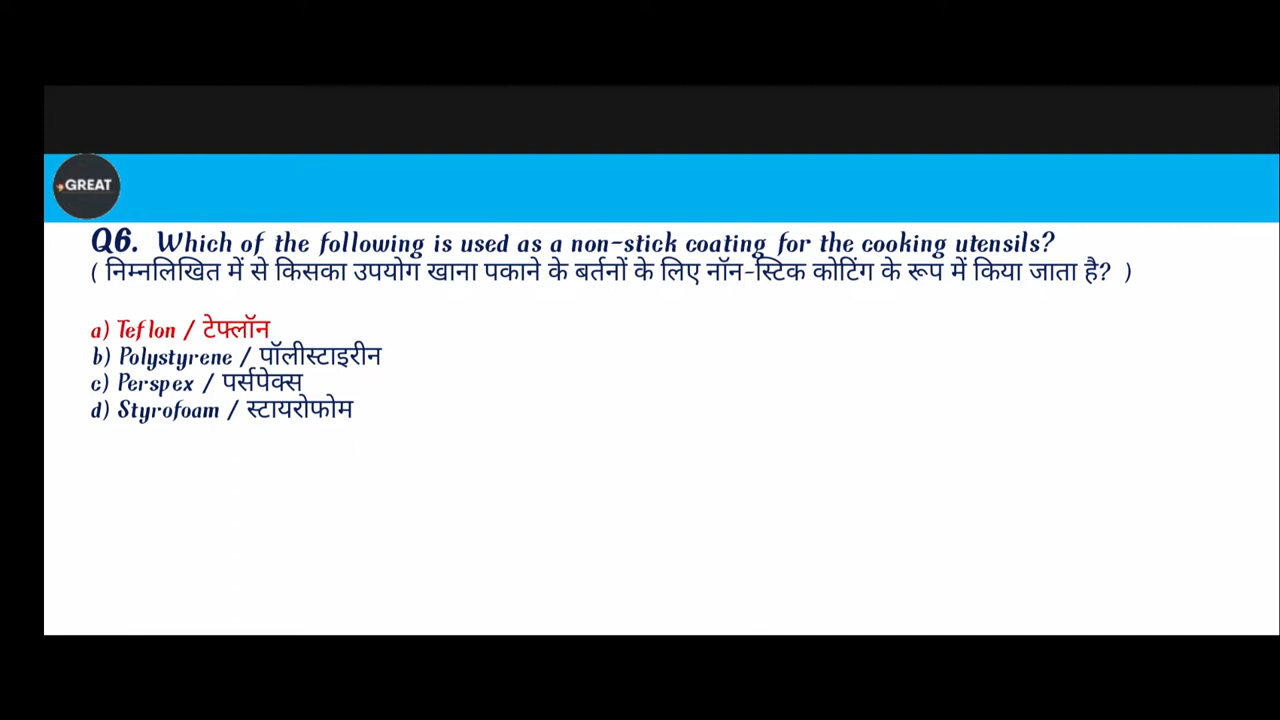 GREAT
Q6. Which of the following is used as a non-stick coating for the cooking utensils?
( निम्नलिखित में से किसका उपयोग खाना पकाने के बर्तनों के लिए नॉन-स्टिक कोटिंग के रूप में किया जाता है? )
a) Teflon / टेफ्लॉन
b) Polystyrene / पॉलीस्टाइरीन
c) Perspex / पर्सपेक्स
d) Styrofoam / स्टायरोफोम